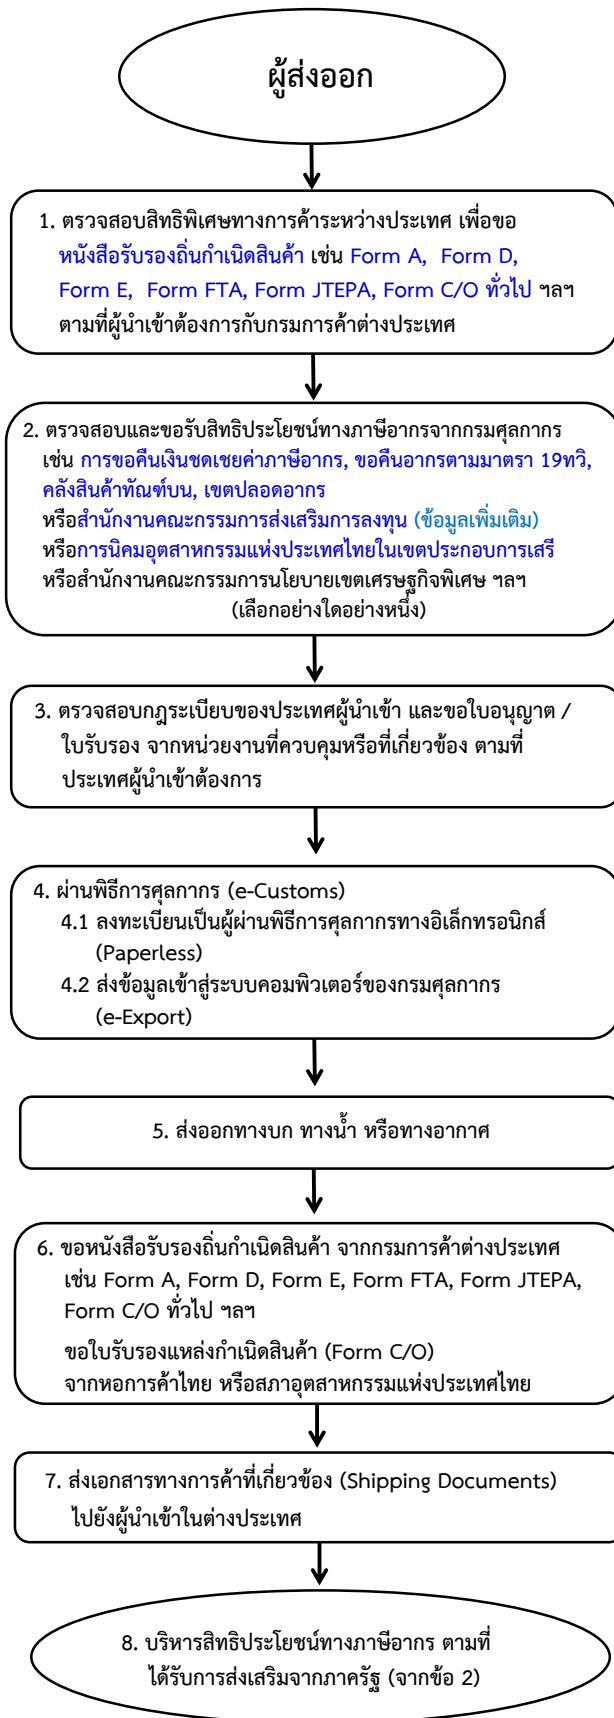 ผู้ส่งออก
1. ตรวจสอบสิทธิพิเศษทางการค้าระหว่างประเทศ เพื่อขอ
หนังสือรับรองถิ่นกำเนิดสินค้า เช่น Form A, Form D,
Form E, Form FTA, Form JTEPA, Form C/O ทั่วไป ฯลฯ
ตามที่ผู้นำเข้าต้องการกับกรมการค้าต่างประเทศ
2. ตรวจสอบและขอรับสิทธิประโยชน์ทางภาษีอากรจากกรมศุลกากร
เช่น การขอคืนเงินชดเชยค่าภาษีอากร, ขอคืนอากรตามมาตรา 19ทวิ,
คลังสินค้าทัณฑ์บน, เขตปลอดอากร
หรือสำนักงานคณะกรรมการส่งเสริมการลงทุน (ข้อมูลเพิ่มเติม)
หรือการนิคมอุตสาหกรรมแห่งประเทศไทยในเขตประกอบการเสรี
หรือสำนักงานคณะกรรมการนโยบายเขตเศรษฐกิจพิเศษ ฯลฯ
(เลือกอย่างใดอย่างหนึ่ง)
3. ตรวจสอบกฎระเบียบของประเทศผู้นำเข้า และขอใบอนุญาต /
ใบรับรอง จากหน่วยงานที่ควบคุมหรือที่เกี่ยวข้อง ตามที่
ประเทศผู้นำเข้าต้องการ
4. ผ่านพิธีการศุลกากร (e-Customs)
4.1 ลงทะเบียนเป็นผู้ผ่านพิธีการศุลกากรทางอิเล็กทรอนิกส์
(Paperless)
4.2 ส่งข้อมูลเข้าสู่ระบบคอมพิวเตอร์ของกรมศุลกากร
(e-Export)
5. ส่งออกทางบก ทางน้ำ หรือทางอากาศ
6. ขอหนังสือรับรองถิ่นกำเนิดสินค้า จากกรมการค้าต่างประเทศ
เช่น Form A, Form D, Form E, Form FTA, Form JTEPA,
Form C/O ทั่วไป ฯลฯ
ขอใบรับรองแหล่งกำเนิดสินค้า (Form C/O)
จากหอการค้าไทย หรือสภาอุตสาหกรรมแห่งประเทศไทย
7. ส่งเอกสารทางการค้าที่เกี่ยวข้อง (Shipping Documents)
ไปยังผู้นำเข้าในต่างประเทศ
8. บริหารสิทธิประโยชน์ทางภาษีอากร ตามที่
ได้รับการส่งเสริมจากภาครัฐ (จากข้อ 2)